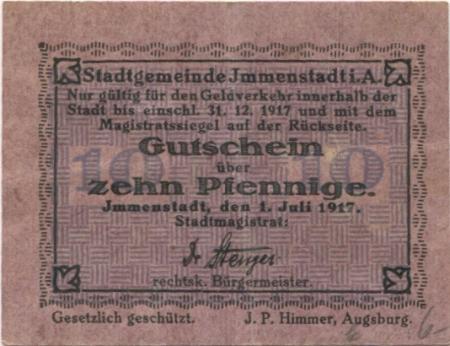 Stadtgemeinde Jmmenstadt i. A.
Nur gültig für den Geldverkehr innerhalb der
Stadt bis einschl. 31. 12. 1917 und mit dem
Magistratssiegel auf der Rückseite.
Gutschein
über
10 10
zehn Pfennige.
Jmmenstadt, den 1. Juli 1917.
Stadtmagistrat:
Dr Stenger
rechtsk. Bürgermeister.
Gesetzlich geschützt. J. P. Himmer, Augsburg.